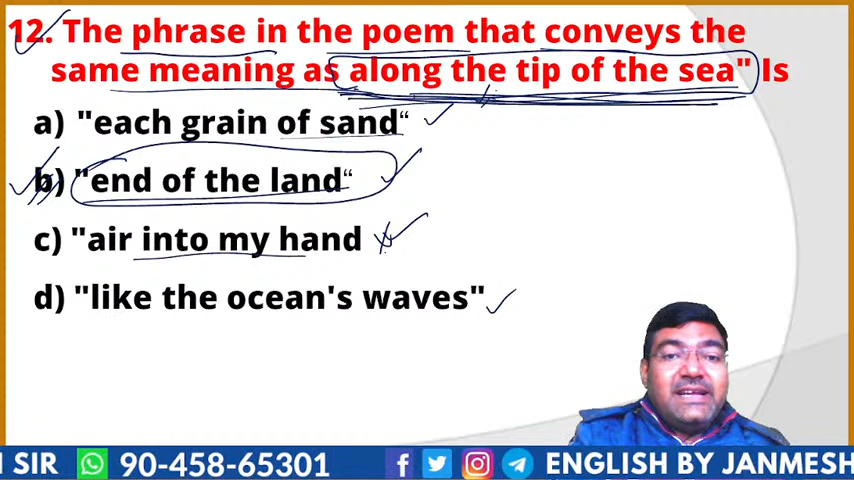 12. The phrase in the poem that conveys the
same meaning as along the tip of the sea" Is
a) "each grain of sand“
b) "end of the land“
c) "air into my hand
d) "like the ocean's waves"
SIR 90-458-65301 ENGLISH BY JANMESH